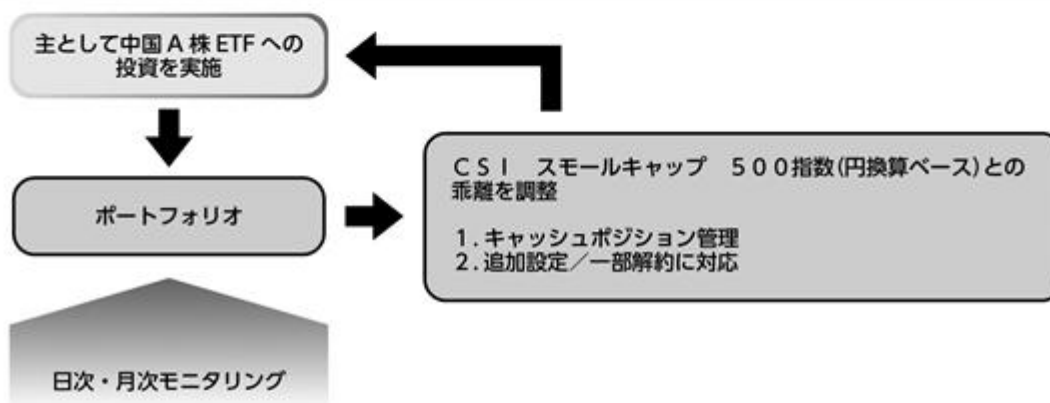 主として中国A株ETFへの
投資を実施
ポートフォリオ
CSI スモールキャップ 500指数(円換算ベース)との
乖離を調整
1.キャッシュポジション管理
2.追加設定/一部解約に対応
日次・月次モニタリング